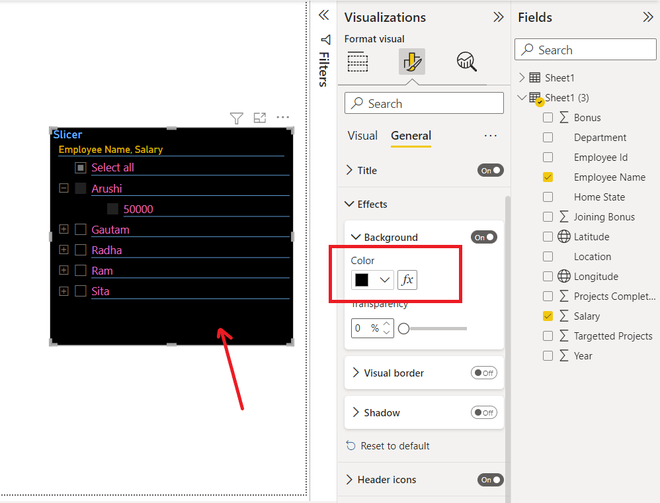 Slicer
Employee Name, Salary
Select all
Arushi
50000
Gautam
Radha
Ram
Sita
Filters
Visualizations
Format visual
Search
Visual
General
...
Title
On
Effects
Background
On
Color
fx
Transparency
0 %
Visual border
Off
Shadow
Off
Reset to default
Header icons
On
Fields
Search
Sheet1
Sheet1 (3)
Bonus
Department
Employee Id
Employee Name
Home State
Joining Bonus
Latitude
Location
Longitude
Projects Complet...
Salary
Targetted Projects
Year